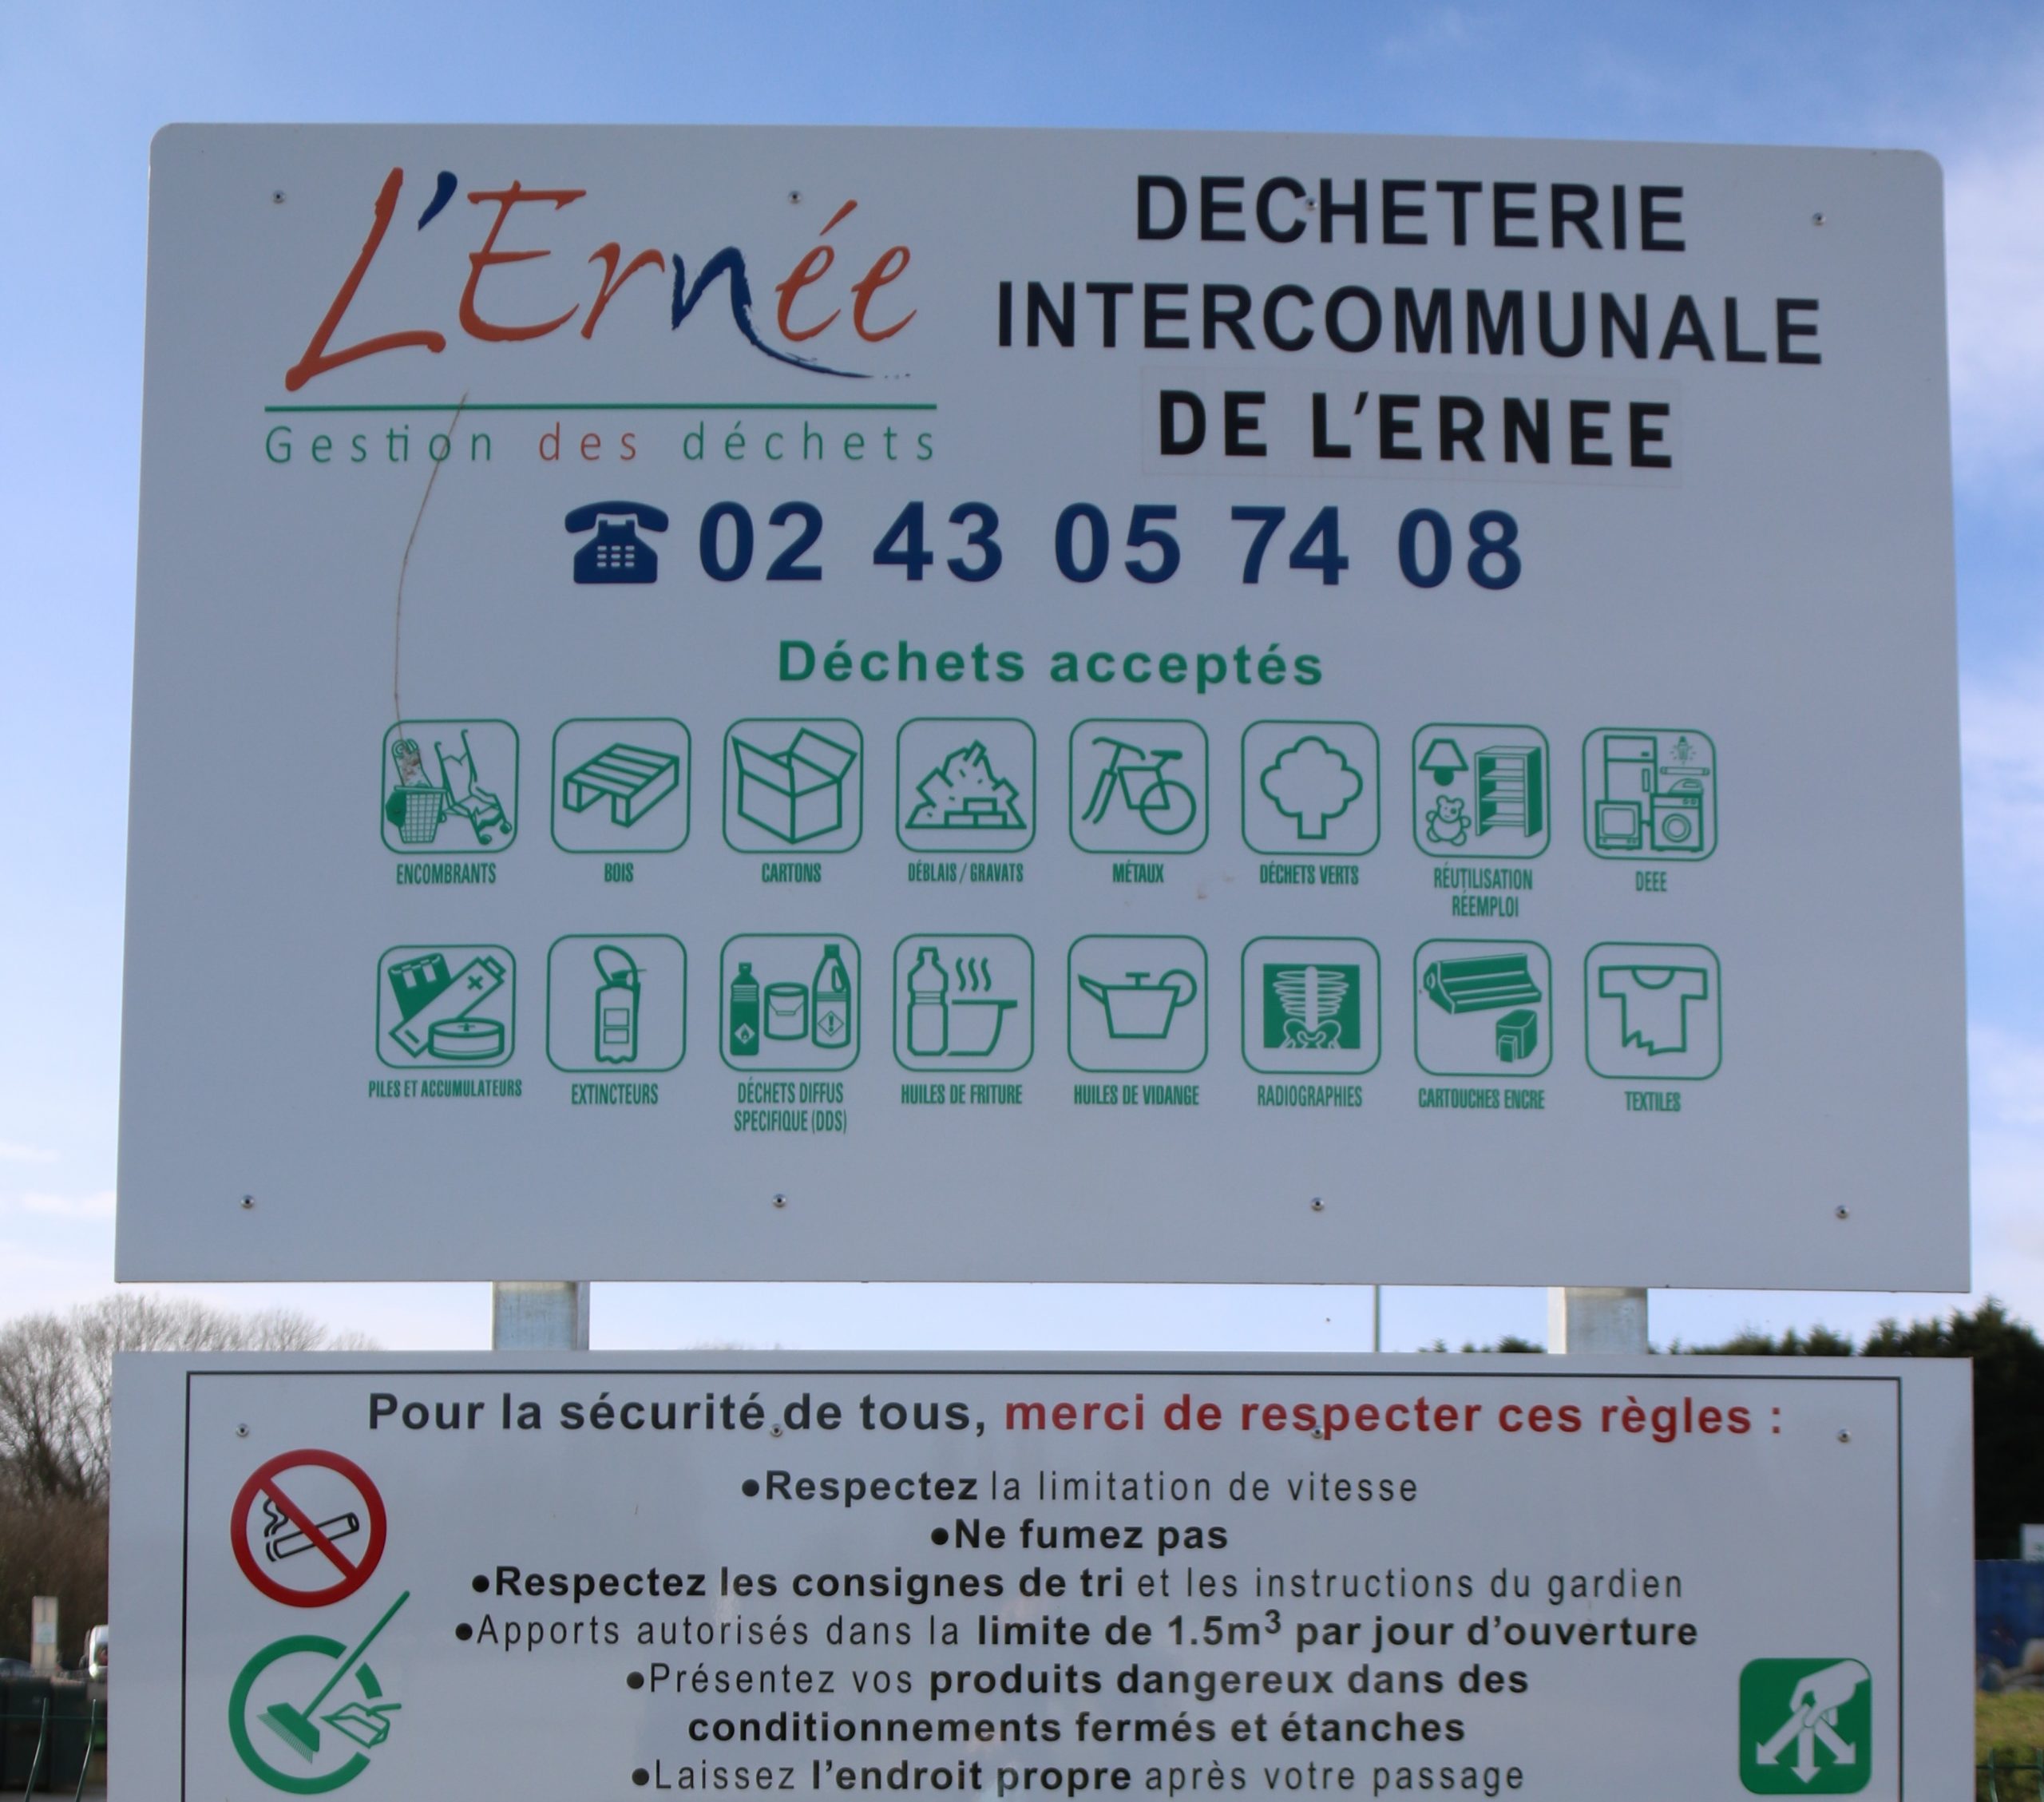 L'Ernée
Gestion des déchets
DECHETERIE
INTERCOMMUNALE
DE L'ERNEE
02 43 05 74 08
Déchets acceptés
ENCOMBRANTS
BOIS
CARTONS
DÉBLAIS / GRAVATS
MÉTAUX
DÉCHETS VERTS
RÉUTILISATION
RÉEMPLOI
DEEE
PILES ET ACCUMULATEURS
EXTINCTEURS
DÉCHETS DIFFUS
SPECIFIQUE (DDS)
HUILES DE FRITURE
HUILES DE VIDANGE
RADIOGRAPHIES
CARTOUCHES ENCRE
TEXTILES
Pour la sécurité de tous, merci de respecter ces règles :
•Respectez la limitation de vitesse
•Ne fumez pas
•Respectez les consignes de tri et les instructions du gardien
•Apports autorisés dans la limite de 1.5m³ par jour d'ouverture
•Présentez vos produits dangereux dans des
conditionnements fermés et étanches
•Laissez l'endroit propre après votre passage